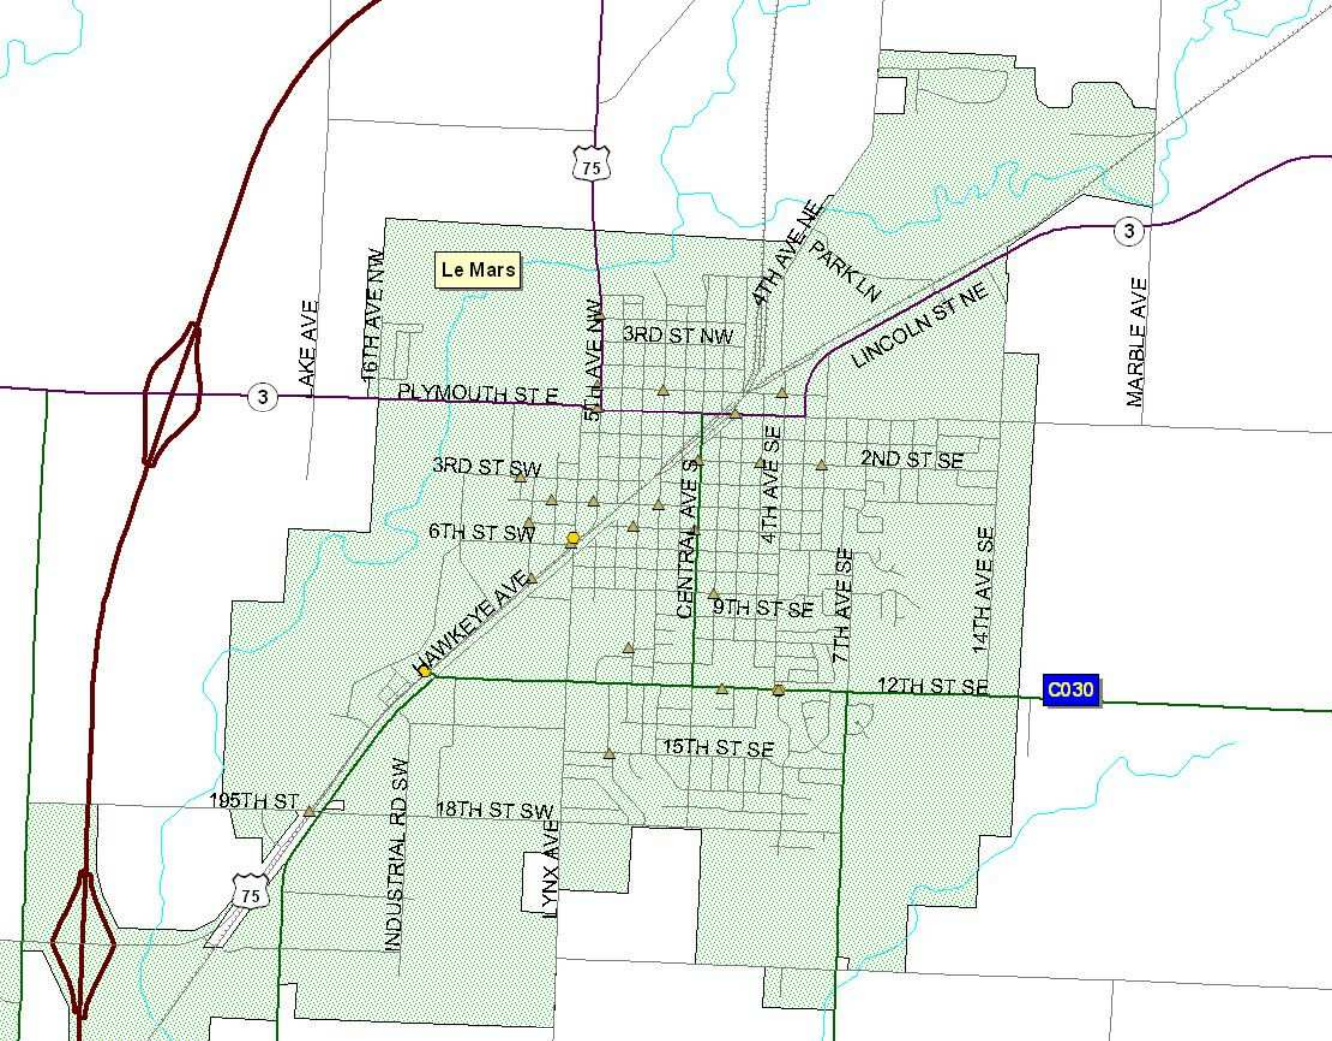 75
3
4TH AVE NE
PARK LN
Le Mars
16TH AVE NW
LAKE AVE
5TH AVE NW
3RD ST NW
LINCOLN ST NE
MARBLE AVE
3
PLYMOUTH ST E
3RD ST SW
CENTRAL AVE S
4TH AVE SE
2ND ST SE
6TH ST SW
14TH AVE SE
7TH AVE SE
9TH ST SE
HAWKEYE AVE
12TH ST SE
C030
15TH ST SE
195TH ST
INDUSTRIAL RD SW
18TH ST SW
LYNX AVE
75